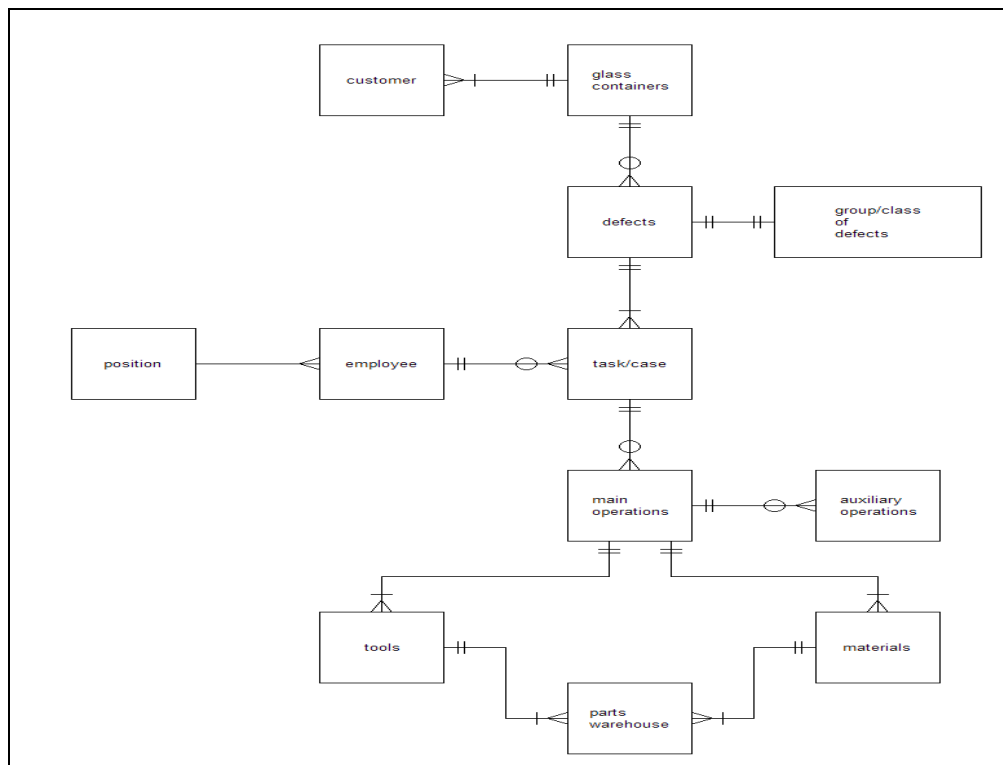 customer
glass
containers
defects
group/class
of
defects
position
employee
task/case
main
operations
auxiliary
operations
tools
materials
parts
warehouse